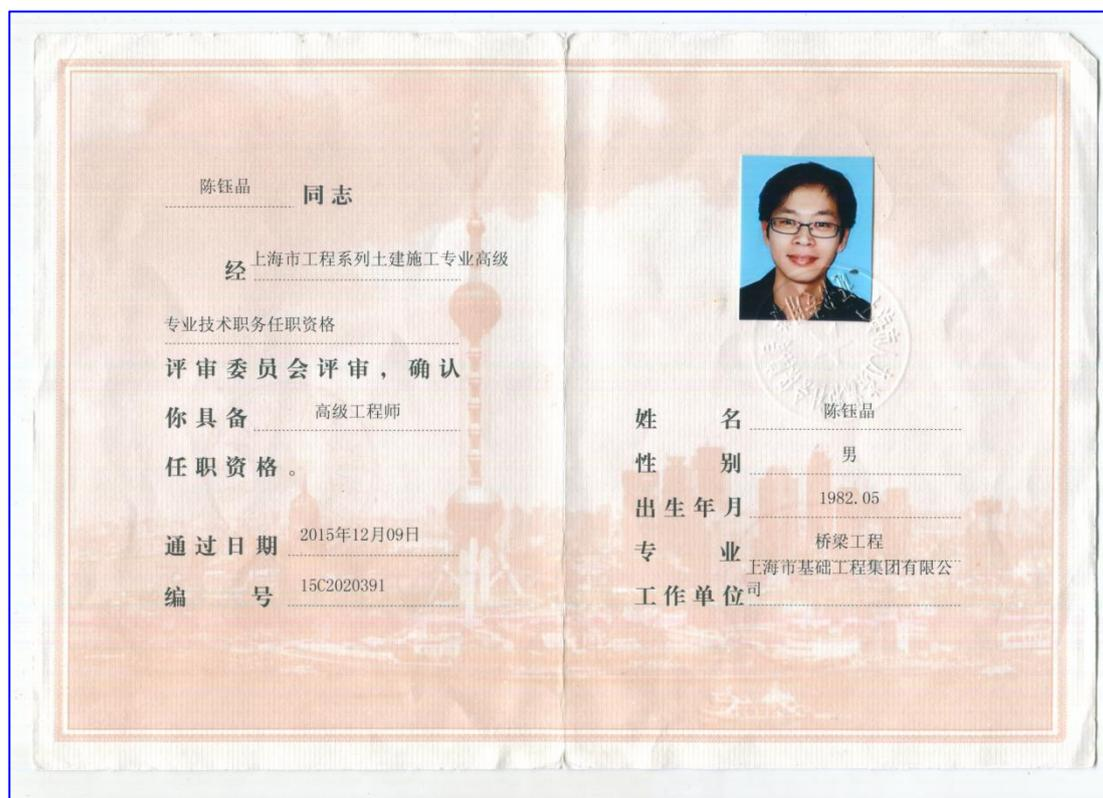 陈钰晶 同志
经 上海市工程系列土建施工专业高级
专业技术职务任职资格
评审委员会评审，确认
你具备 高级工程师
任职资格。
通过日期 2015年12月09日
编号 15C2020391
姓名 陈钰晶
性别 男
出生年月 1982.05
专业 桥梁工程
工作单位 上海市基础工程集团有限公
司